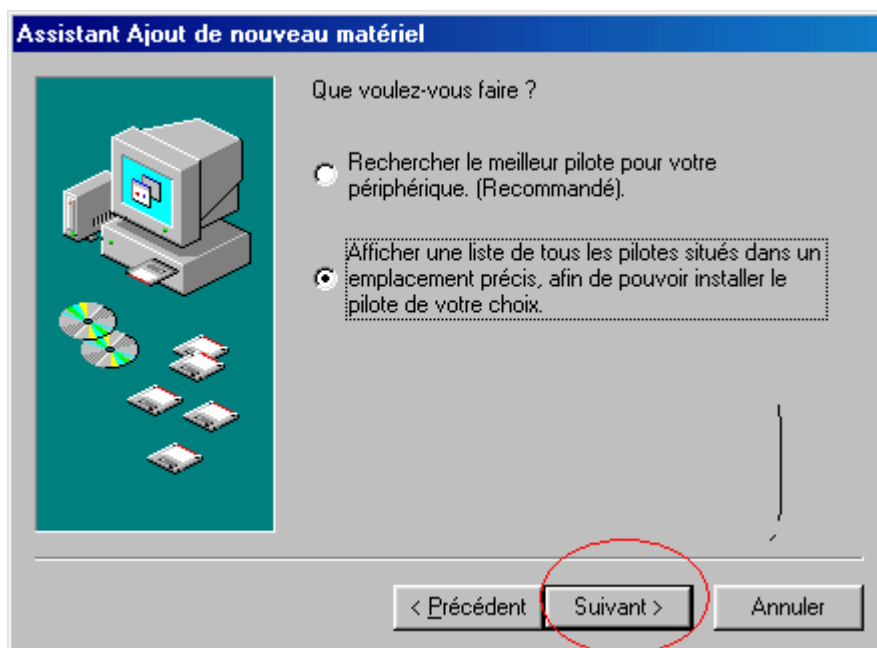 Assistant Ajout de nouveau matériel
Que voulez-vous faire ?
Rechercher le meilleur pilote pour votre
périphérique. (Recommandé).
Afficher une liste de tous les pilotes situés dans un
emplacement précis, afin de pouvoir installer le
pilote de votre choix.
< Précédent
Suivant >
Annuler